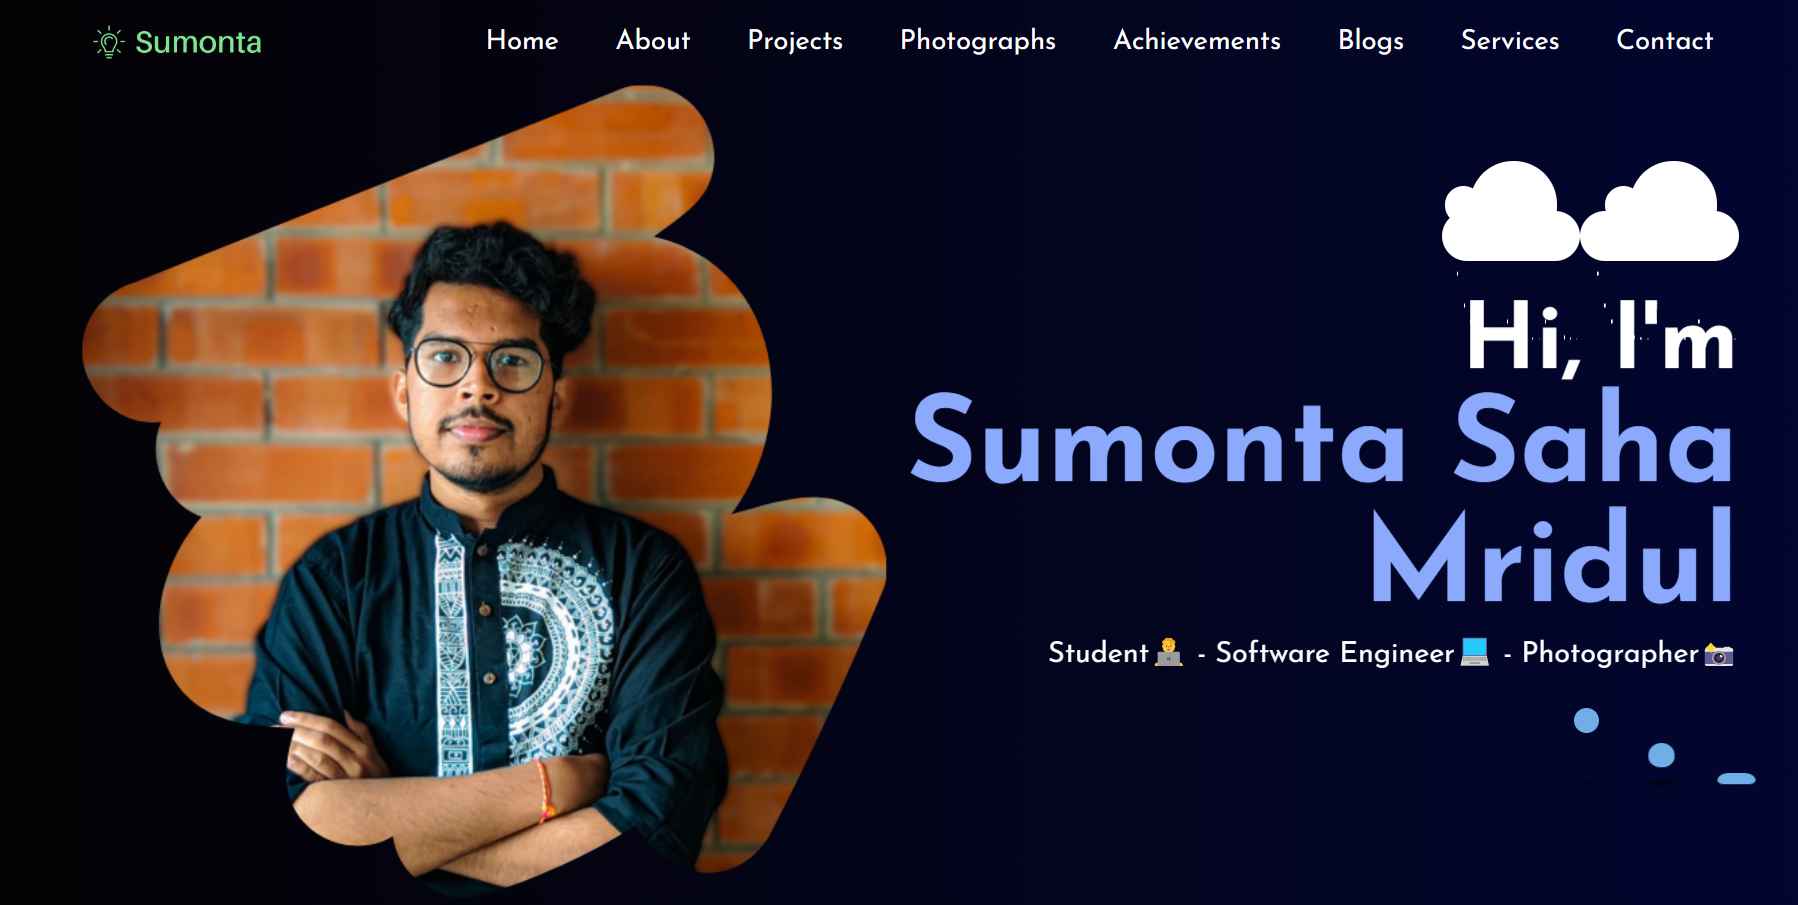 Sumonta Home About Projects Photographs Achievements Blogs Services Contact
Hi, I'm
Sumonta Saha
Mridul
Student👨‍💻 - Software Engineer💻 - Photographer📸